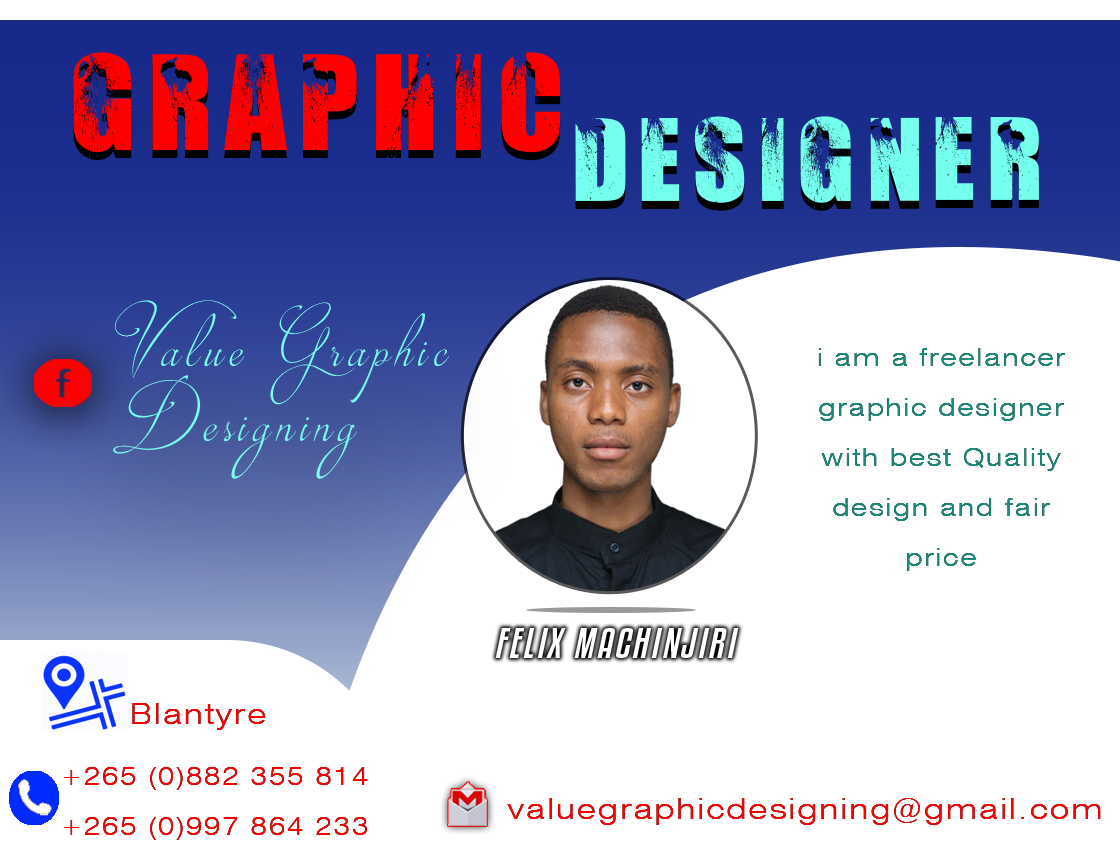 GRAPHIC
DESIGNER
f
Value Graphic
Designing
i am a freelancer
graphic designer
with best Quality
design and fair
price
FELIX MACHINJIRI
Blantyre
+265 (0)882 355 814
+265 (0)997 864 233
valuegraphicdesigning@gmail.com